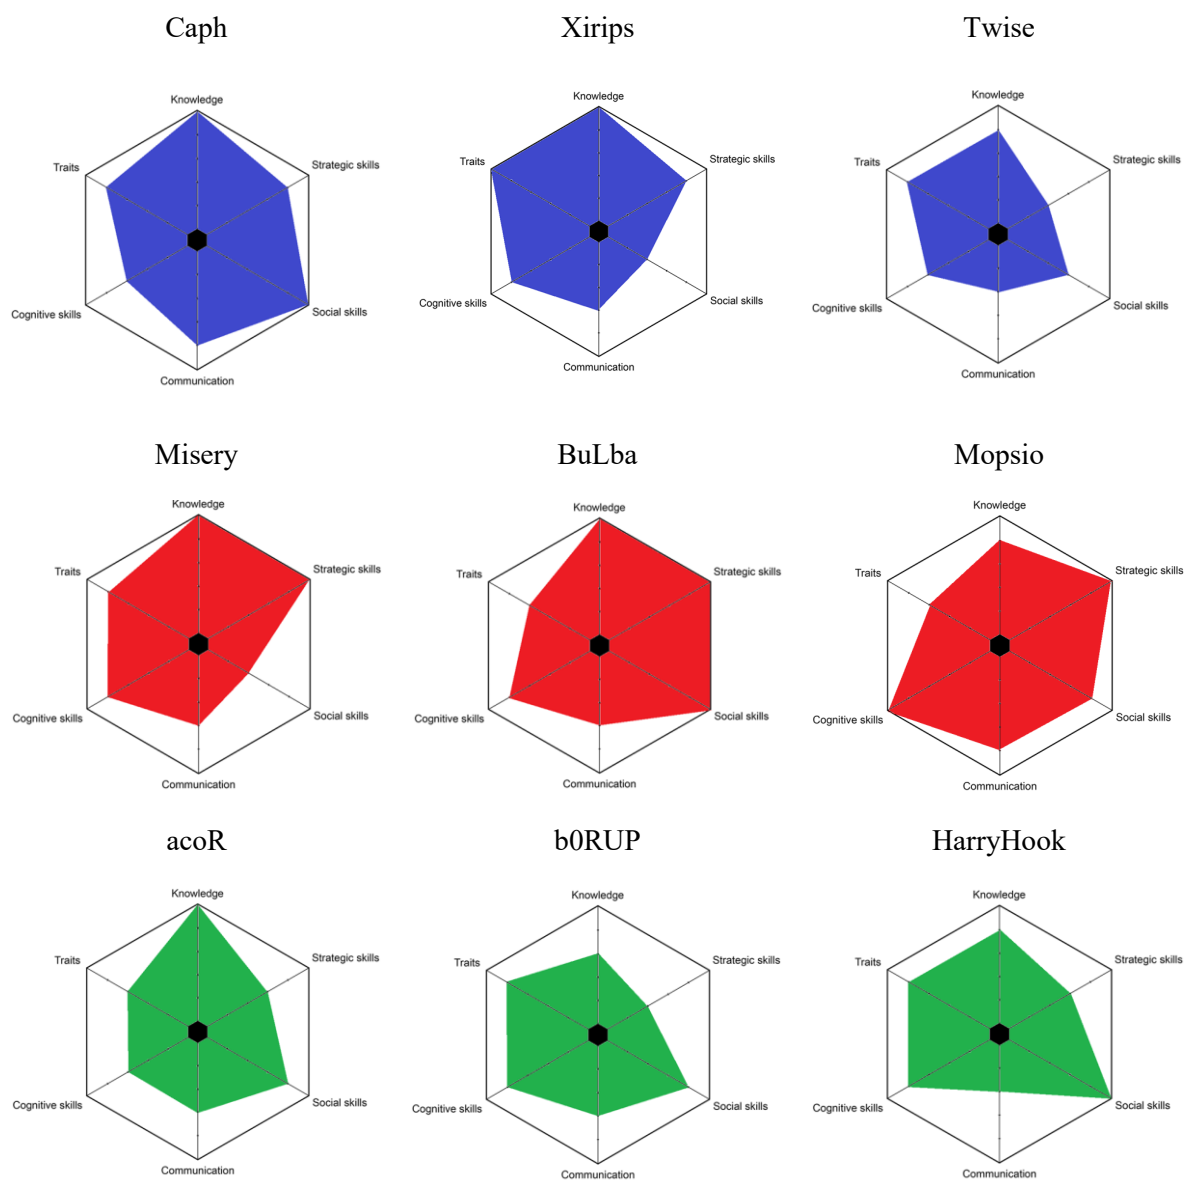 Caph
Xirips
Twise
Knowledge
Traits
Strategic skills
Cognitive skills
Social skills
Communication
Knowledge
Traits
Strategic skills
Cognitive skills
Social skills
Communication
Knowledge
Traits
Strategic skills
Cognitive skills
Social skills
Communication
Misery
BuLba
Mopsio
Knowledge
Traits
Strategic skills
Cognitive skills
Social skills
Communication
Knowledge
Traits
Strategic skills
Cognitive skills
Social skills
Communication
Knowledge
Traits
Strategic skills
Cognitive skills
Social skills
Communication
acoR
b0RUP
HarryHook
Knowledge
Traits
Strategic skills
Cognitive skills
Social skills
Communication
Knowledge
Traits
Strategic skills
Cognitive skills
Social skills
Communication
Knowledge
Traits
Strategic skills
Cognitive skills
Social skills
Communication